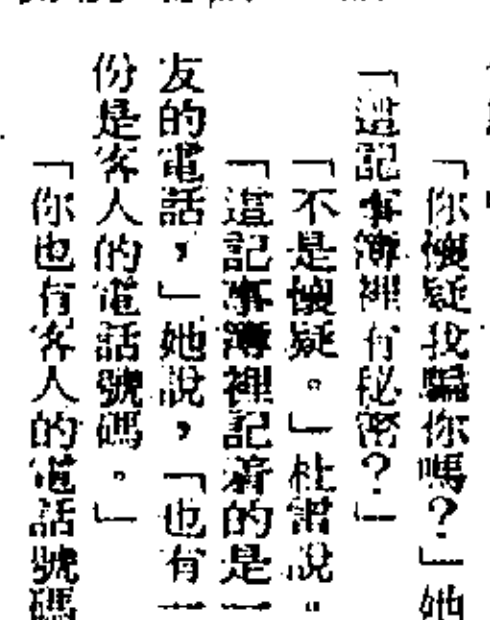 「你懷疑我騙你嗎？」她
「這記事簿裡有秘密？」
「不是懷疑。」杜雷說。
「這記事簿裡記着的是一
友的電話，」她說，「也有一
份是客人的電話號碼。」
「你也有客人的電話號碼